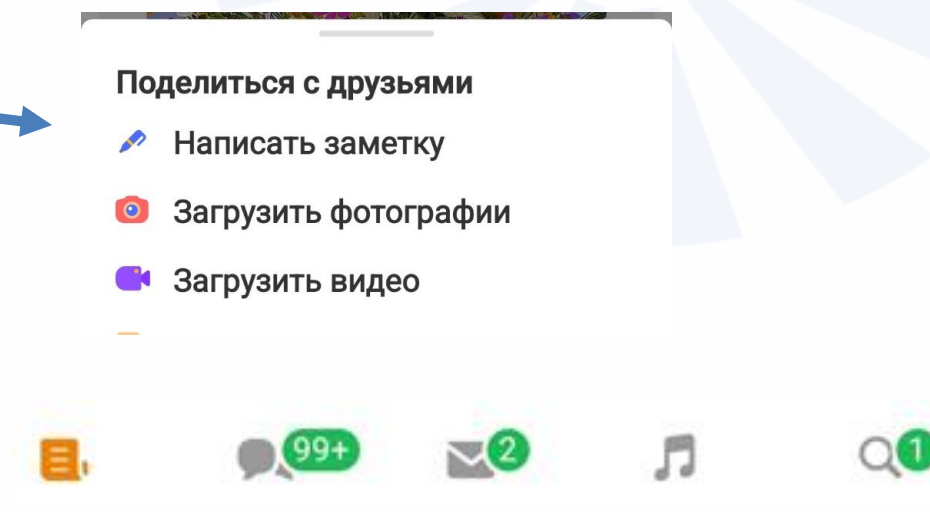 Поделиться с друзьями
Написать заметку
Загрузить фотографии
Загрузить видео
99+ 2 1